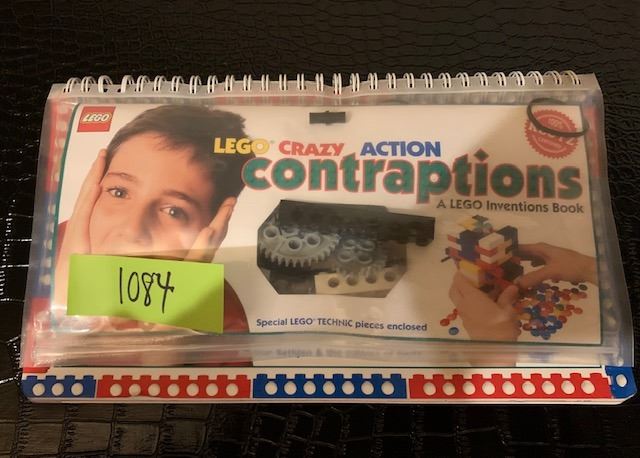 LEGO
LEGO CRAZY ACTION
contraptions
A LEGO Inventions Book
1084
Special LEGO TECHNIC pieces enclosed